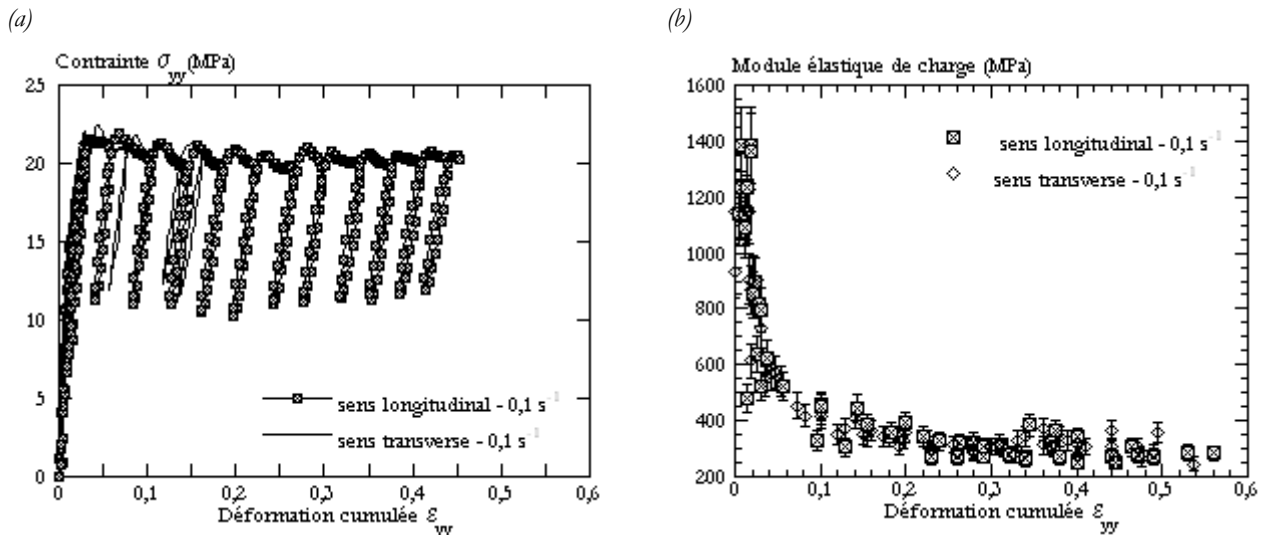 (a)
(b)
Contrainte σyy (MPa)
25
20
15
10
5
0
0
0,1
0,2
0,3
0,4
0,5
0,6
sens longitudinal - 0,1 s-1
sens transverse - 0,1 s-1
Déformation cumulée εyy
Module élastique de charge (MPa)
1600
1400
1200
1000
800
600
400
200
0
0,1
0,2
0,3
0,4
0,5
0,6
sens longitudinal - 0,1 s-1
sens transverse - 0,1 s-1
Déformation cumulée εyy